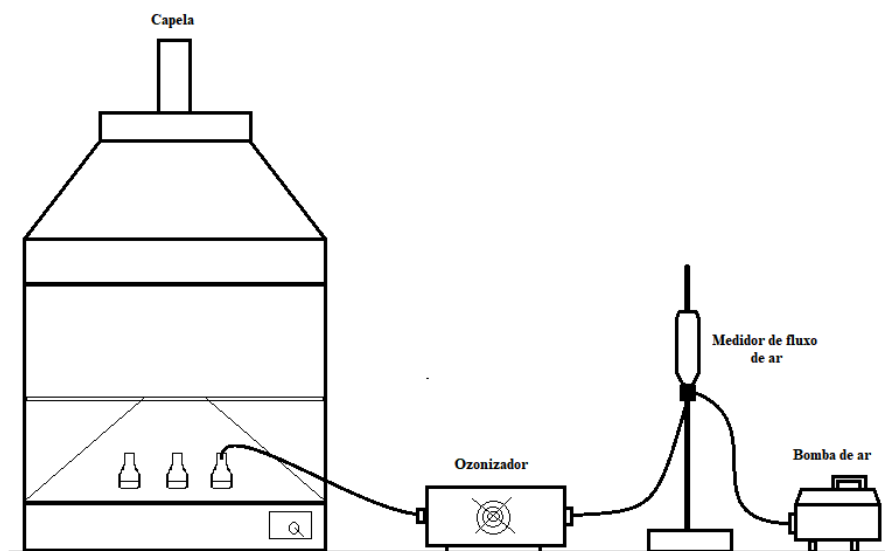 Capela
Medidor de fluxo
de ar
Ozonizador
Bomba de ar